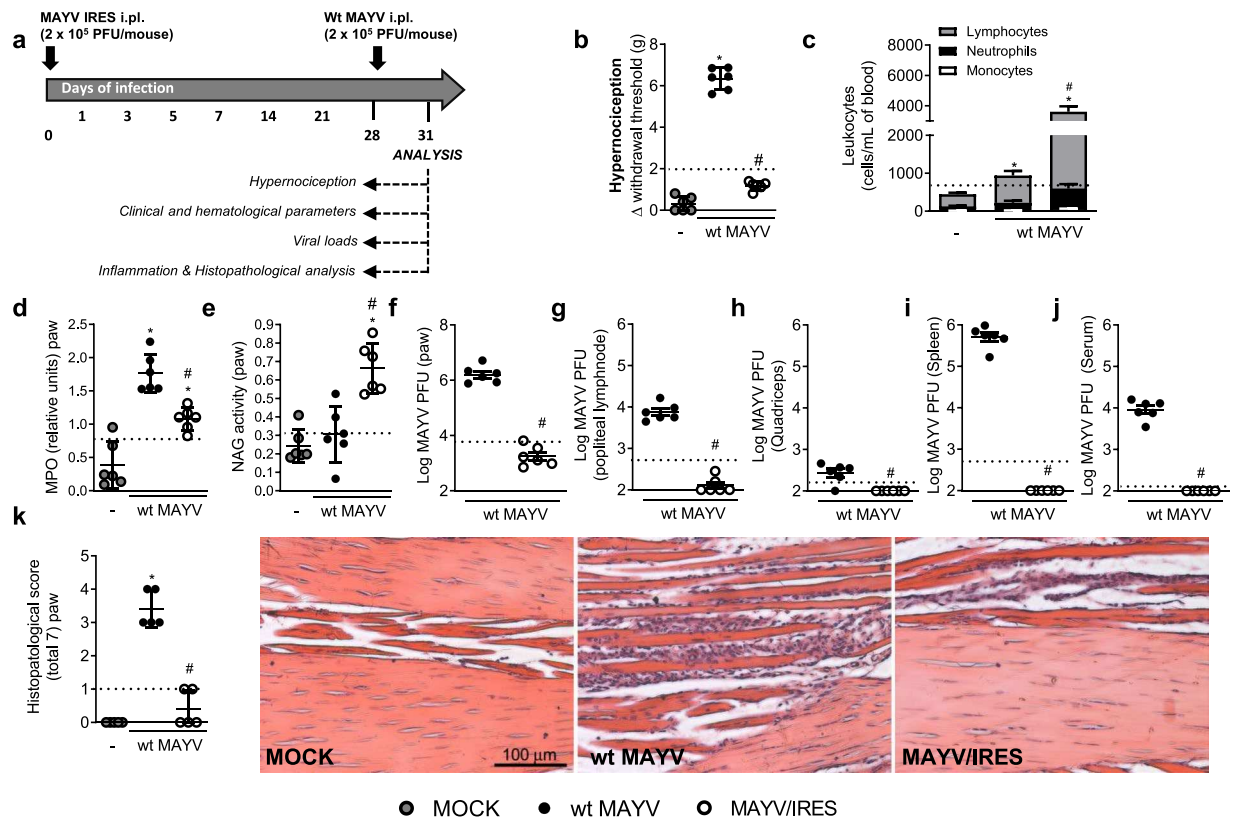 a
MAYV IRES i.pl.
(2 x 10⁵ PFU/mouse)
Wt MAYV i.pl.
(2 x 10⁵ PFU/mouse)
Days of infection
0
1
3
5
7
14
21
28
31
ANALYSIS
Hypernociception
Clinical and hematological parameters
Viral loads
Inflammation & Histopathological analysis
b
Hypernociception
Δ withdrawal threshold (g)
8
6
4
2
0
*
#
-
wt MAYV
c
Lymphocytes
Neutrophils
Monocytes
Leukocytes
(cells/mL of blood)
8000
6000
4000
2000
1000
0
*
#
*
-
wt MAYV
d
MPO (relative units) paw
2.5
2.0
1.5
1.0
0.5
0.0
*
#
*
-
wt MAYV
e
NAG activity (paw)
0.9
0.8
0.7
0.6
0.5
0.4
0.3
0.2
0.1
0.0
#
*
-
wt MAYV
f
Log MAYV PFU (paw)
8
6
4
2
#
wt MAYV
g
Log MAYV PFU
(popliteal lymphnode)
6
5
4
3
2
#
wt MAYV
h
Log MAYV PFU
(Quadriceps)
6
5
4
3
2
#
wt MAYV
i
Log MAYV PFU (Spleen)
6
5
4
3
2
#
wt MAYV
j
Log MAYV PFU (Serum)
6
5
4
3
2
#
wt MAYV
k
Histopatological score
(total 7) paw
5
4
3
2
1
0
*
#
-
wt MAYV
MOCK
100 µm
wt MAYV
MAYV/IRES
MOCK
wt MAYV
MAYV/IRES